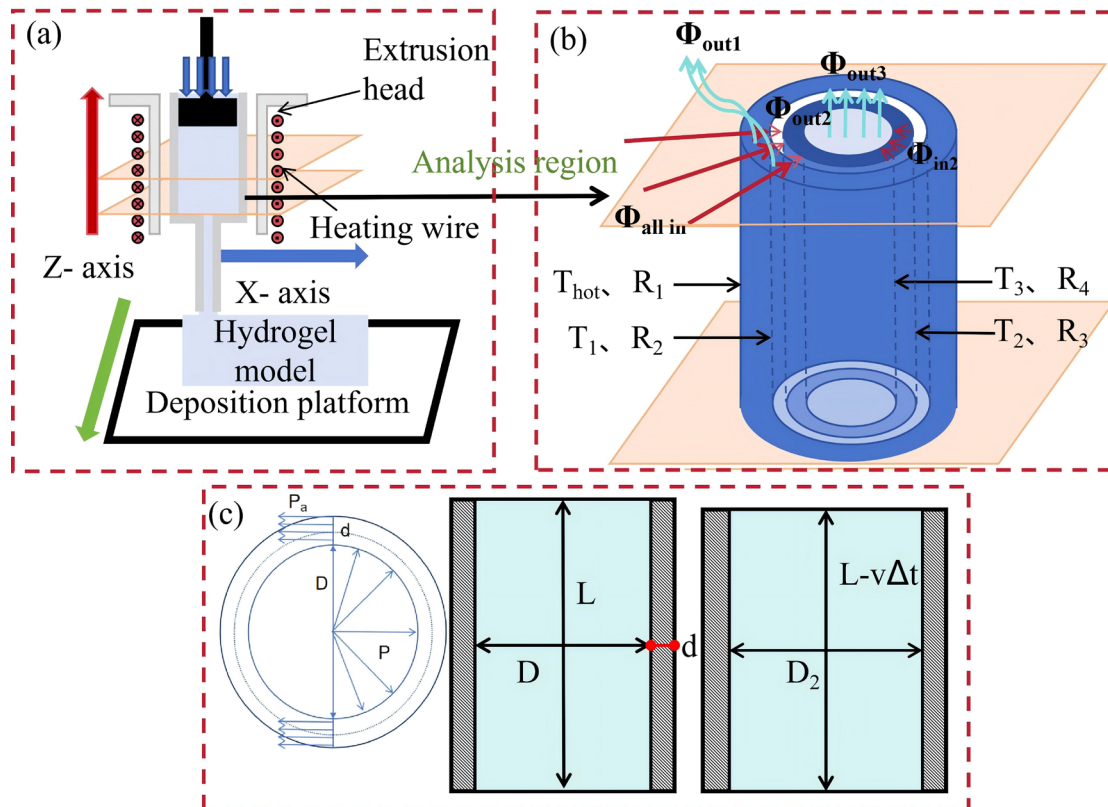 (a)
Extrusion
head
Analysis region
Heating wire
Z- axis
X- axis
Hydrogel
model
Deposition platform
(b)
Φout1
Φout3
Φout2
Φin2
Φall in
Thot、 R1
T3、 R4
T1、 R2
T2、 R3
(c)
Pa
d
D
P
L
D
d
L-vΔt
D2